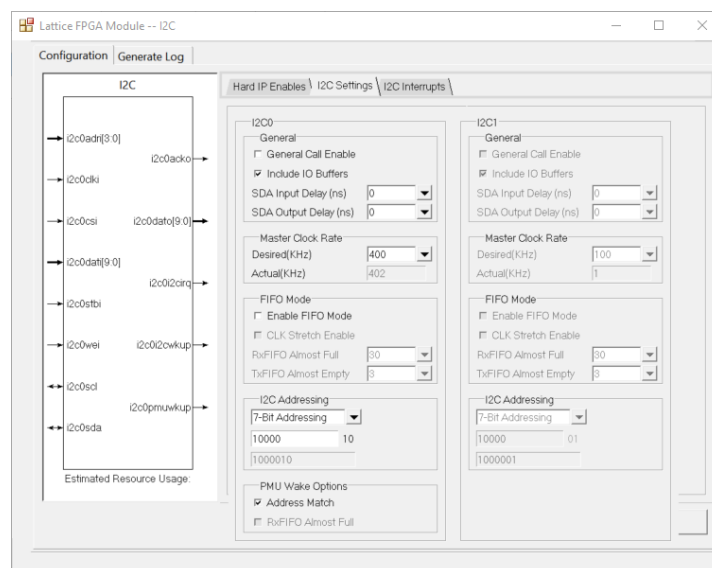 Lattice FPGA Module -- I2C
Configuration Generate Log
I2C
i2c0adri[3:0]
i2c0acko
i2c0clki
i2c0csi i2c0dato[9:0]
i2c0dati[9:0]
i2c0i2cirq
i2c0stbi
i2c0wei i2c0i2cwkup
i2c0scl
i2c0pmuwkup
i2c0sda
Estimated Resource Usage:
Hard IP Enables I2C Settings I2C Interrupts
I2C0
General
General Call Enable
Include IO Buffers
SDA Input Delay (ns) 0
SDA Output Delay (ns) 0
Master Clock Rate
Desired(KHz) 400
Actual(KHz) 402
FIFO Mode
Enable FIFO Mode
CLK Stretch Enable
RxFIFO Almost Full 30
TxFIFO Almost Empty 3
I2C Addressing
7-Bit Addressing
10000 10
1000010
PMU Wake Options
Address Match
RxFIFO Almost Full
I2C1
General
General Call Enable
Include IO Buffers
SDA Input Delay (ns) 0
SDA Output Delay (ns) 0
Master Clock Rate
Desired(KHz) 100
Actual(KHz) 1
FIFO Mode
Enable FIFO Mode
CLK Stretch Enable
RxFIFO Almost Full 30
TxFIFO Almost Empty 3
I2C Addressing
7-Bit Addressing
10000 01
1000001